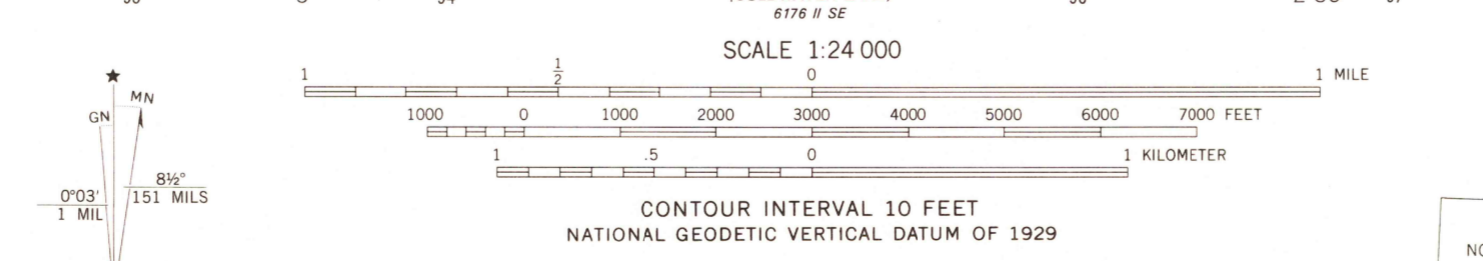 6176 II SE
SCALE 1:24 000
1 1/2 0 1 MILE
1000 0 1000 2000 3000 4000 5000 6000 7000 FEET
1 .5 0 1 KILOMETER
CONTOUR INTERVAL 10 FEET
NATIONAL GEODETIC VERTICAL DATUM OF 1929
★
MN
GN
8½°
151 MILS
0°03′
1 MIL